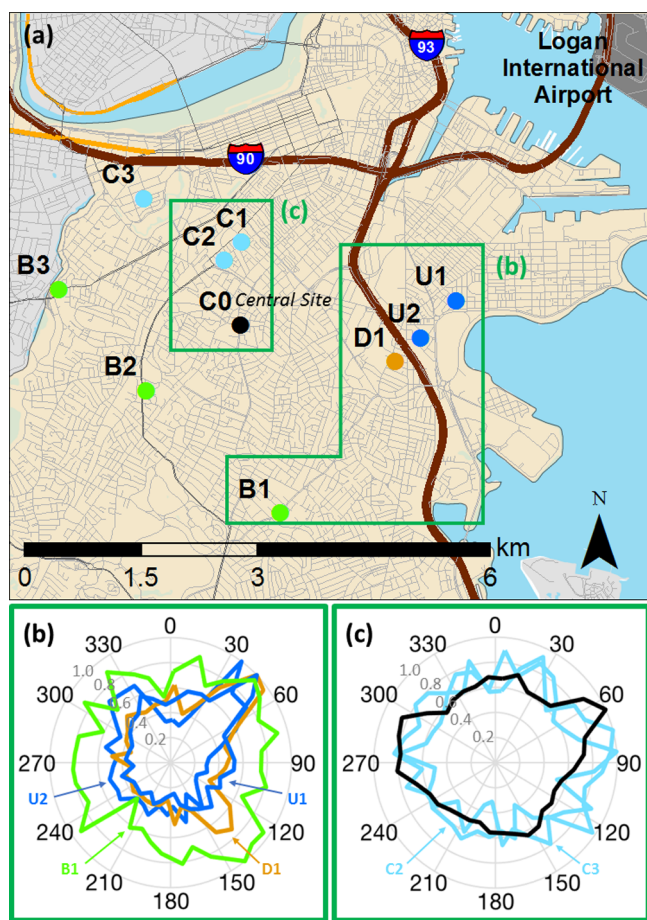 (a)
93
Logan
International
Airport
90
C3
(c)
C1
C2
B3
(b)
U1
C0 Central Site
U2
D1
B2
B1
N
km
0 1.5 3 6
(b)
0
330 30
1.0
0.8
300 0.6 60
0.4
0.2
270 90
U2 U1
240 120
B1 D1
210 150
180
(c)
0
330 30
1.0
0.8
300 0.6 60
0.4
0.2
270 90
240 120
C2 C3
210 150
180